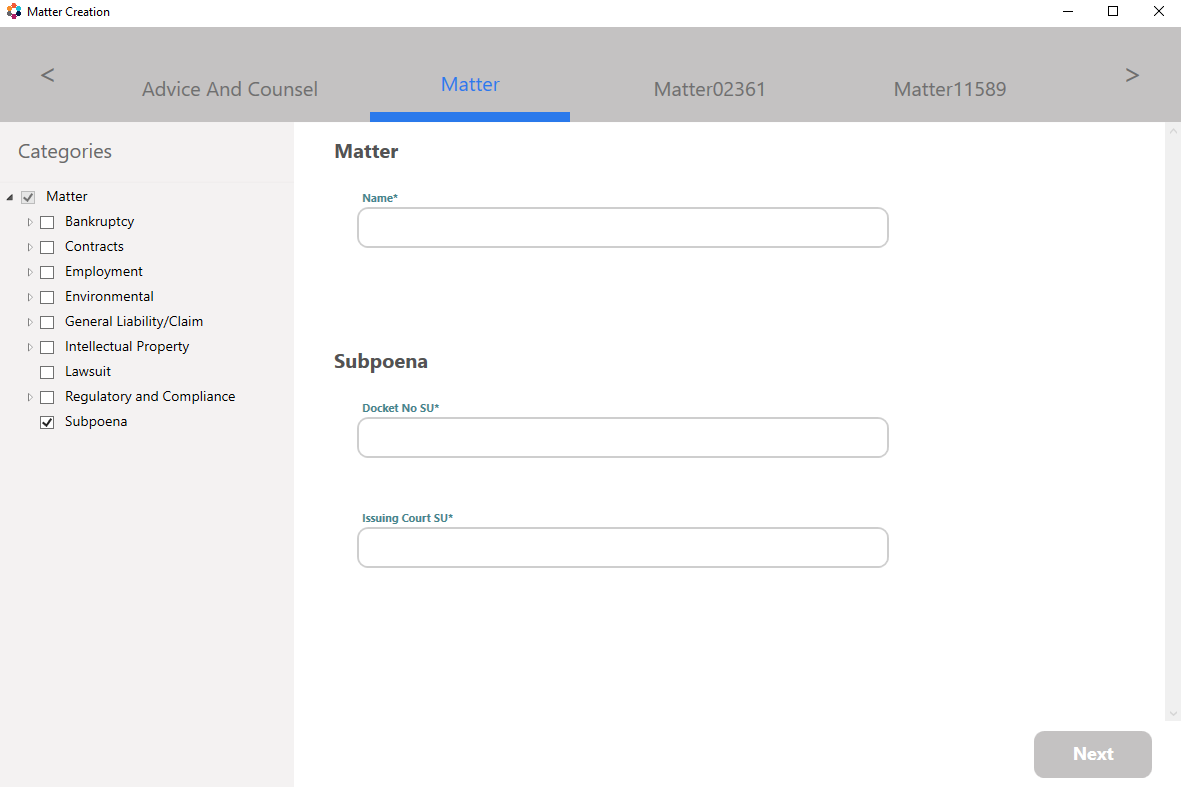 Matter Creation
< Advice And Counsel Matter Matter02361 Matter11589 >
Categories
Matter
Bankruptcy
Contracts
Employment
Environmental
General Liability/Claim
Intellectual Property
Lawsuit
Regulatory and Compliance
Subpoena
Matter
Name*
Subpoena
Docket No SU*
Issuing Court SU*
Next